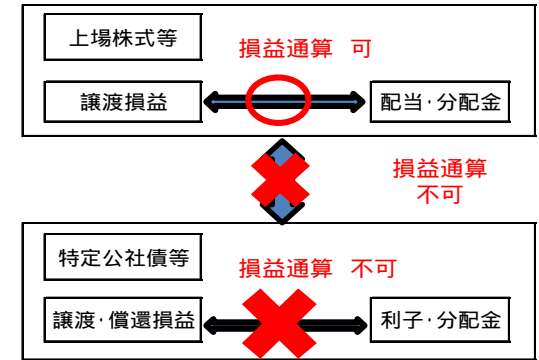 上場株式等
損益通算 可
譲渡損益
配当･分配金
損益通算
不可
特定公社債等
損益通算 不可
譲渡･償還損益
利子･分配金